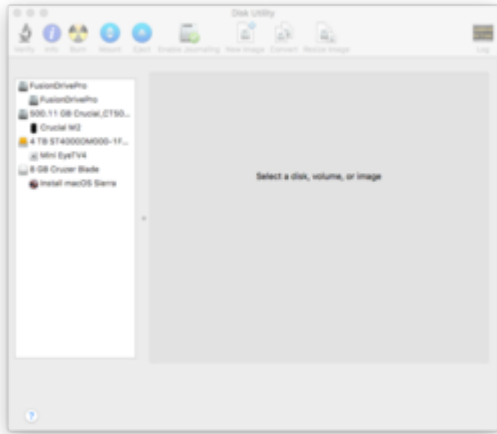 Disk Utility
Verify Info Burn Mount Eject Enable Journaling New Image Convert Resize Image Log
FusionDrivePro
FusionDrivePro
500.11 GB Crucial_CT50...
Crucial M2
4 TB ST4000DM000-1F...
Mini EyeTV4
8 GB Cruzer Blade
Install macOS Sierra
Select a disk, volume, or image
?